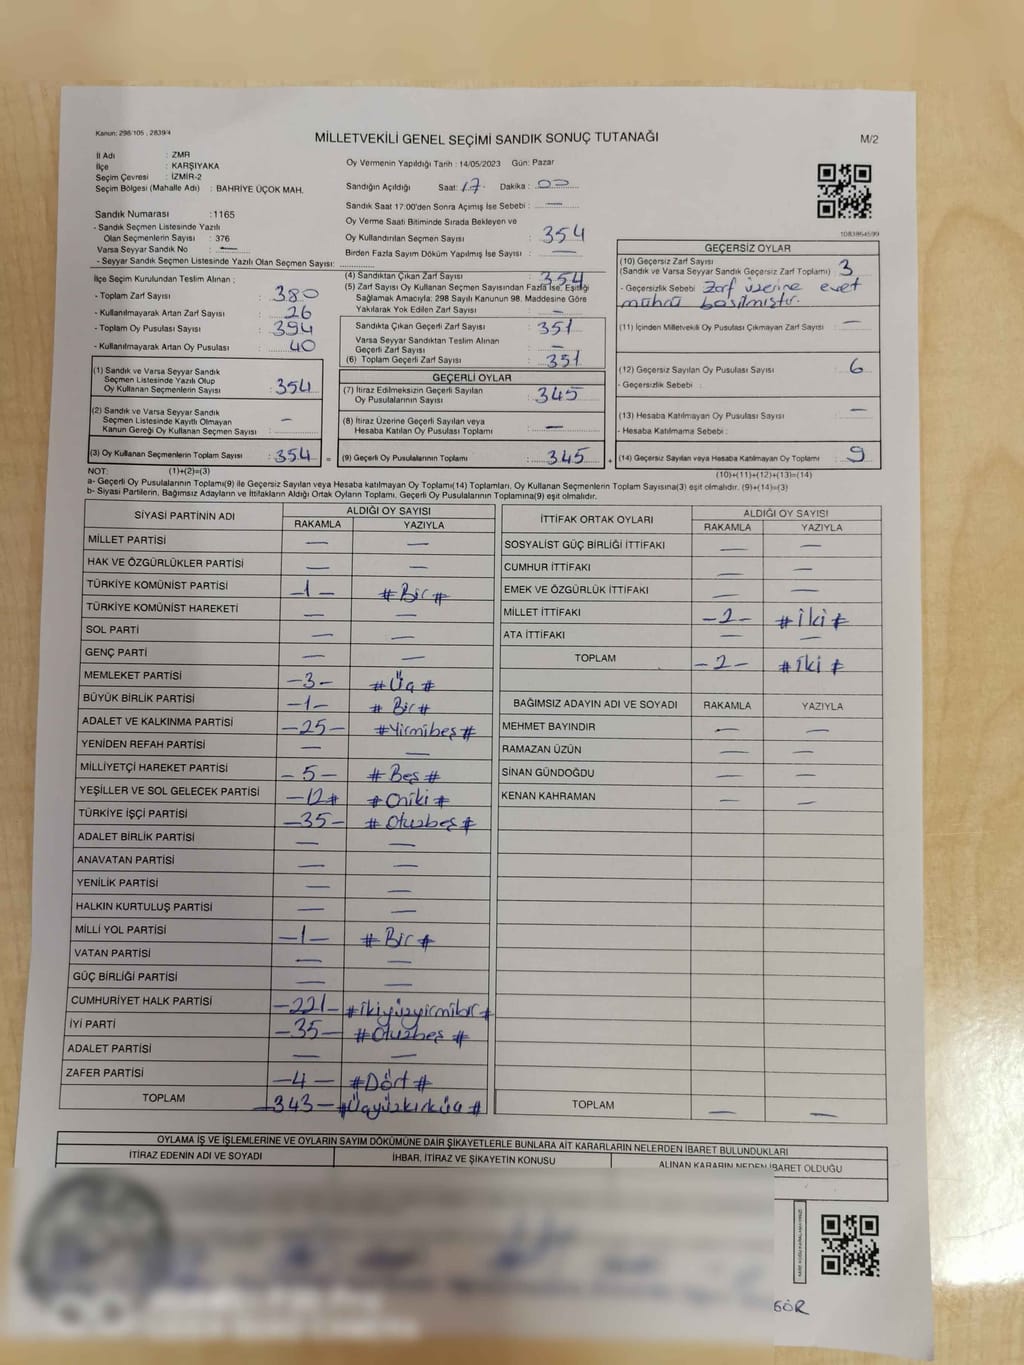 Kanun: 298/105 , 2839/4
MİLLETVEKİLİ GENEL SEÇİMİ SANDIK SONUÇ TUTANAĞI
M/2
İl Adı : ZMR
İlçe : KARŞIYAKA
Seçim Çevresi : İZMİR-2
Seçim Bölgesi (Mahalle Adı) : BAHRİYE ÜÇOK MAH.
Sandık Numarası :1165
- Sandık Seçmen Listesinde Yazılı
Olan Seçmenlerin Sayısı : 376
Varsa Seyyar Sandık No : —
- Seyyar Sandık Seçmen Listesinde Yazılı Olan Seçmen Sayısı:
Oy Vermenin Yapıldığı Tarih : 14/05/2023 Gün: Pazar
Sandığın Açıldığı Saat: 17 Dakika : 00
Sandık Saat 17:00'den Sonra Açımış İse Sebebi : —
Oy Verme Saati Bitiminde Sırada Bekleyen ve
Oy Kullandırılan Seçmen Sayısı : 354
Birden Fazla Sayım Döküm Yapılmış İse Sayısı : —
1083864599
İlçe Seçim Kurulundan Teslim Alınan ;
- Toplam Zarf Sayısı : 380
- Kullanılmayarak Artan Zarf Sayısı : 26
- Toplam Oy Pusulası Sayısı : 394
- Kullanılmayarak Artan Oy Pusulası : 40
(4) Sandıktan Çıkan Zarf Sayısı : 354
(5) Zarf Sayısı Oy Kullanan Seçmen Sayısından Fazla İse, Eşitliği
Sağlamak Amacıyla; 298 Sayılı Kanunun 98. Maddesine Göre
Yakılarak Yok Edilen Zarf Sayısı : —
Sandıkta Çıkan Geçerli Zarf Sayısı : 351
Varsa Seyyar Sandıktan Teslim Alınan
Geçerli Zarf Sayısı : —
(6) Toplam Geçerli Zarf Sayısı : 351
GEÇERSİZ OYLAR
(10) Geçersiz Zarf Sayısı
(Sandık ve Varsa Seyyar Sandık Geçersiz Zarf Toplamı) : 3
- Geçersizlik Sebebi : Zarf üzerine evet
mührü basılmıştır.
(11) İçinden Milletvekili Oy Pusulası Çıkmayan Zarf Sayısı : —
(12) Geçersiz Sayılan Oy Pusulası Sayısı : 6
- Geçersizlik Sebebi :
(13) Hesaba Katılmayan Oy Pusulası Sayısı : —
- Hesaba Katılmama Sebebi :
(14) Geçersiz Sayılan veya Hesaba Katılmayan Oy Toplamı : 9
(1) Sandık ve Varsa Seyyar Sandık
Seçmen Listesinde Yazılı Olup
Oy Kullanan Seçmenlerin Sayısı : 354
(2) Sandık ve Varsa Seyyar Sandık
Seçmen Listesinde Kayıtlı Olmayan
Kanun Gereği Oy Kullanan Seçmen Sayısı : —
(3) Oy Kullanan Seçmenlerin Toplam Sayısı : 354 =
GEÇERLİ OYLAR
(7) İtiraz Edilmeksizin Geçerli Sayılan
Oy Pusulalarının Sayısı : 345
(8) İtiraz Üzerine Geçerli Sayılan veya
Hesaba Katılan Oy Pusulası Toplamı : —
(9) Geçerli Oy Pusulalarının Toplamı : 345 +
NOT: (1)+(2)=(3) (10)+(11)+(12)+(13)=(14)
a- Geçerli Oy Pusulalarının Toplamı(9) ile Geçersiz Sayılan veya Hesaba katılmayan Oy Toplamı(14) Toplamları, Oy Kullanan Seçmenlerin Toplam Sayısına(3) eşit olmalıdır. (9)+(14)=(3)
b- Siyasi Partilerin, Bağımsız Adayların ve İttifakların Aldığı Ortak Oyların Toplamı, Geçerli Oy Pusulalarının Toplamına(9) eşit olmalıdır.
SİYASİ PARTİNİN ADI ALDIĞI OY SAYISI
RAKAMLA YAZIYLA
MİLLET PARTİSİ — —
HAK VE ÖZGÜRLÜKLER PARTİSİ — —
TÜRKİYE KOMÜNİST PARTİSİ —1— #Bir#
TÜRKİYE KOMÜNİST HAREKETİ — —
SOL PARTİ — —
GENÇ PARTİ — —
MEMLEKET PARTİSİ —3— #Üç#
BÜYÜK BİRLİK PARTİSİ —1— #Bir#
ADALET VE KALKINMA PARTİSİ —25— #Yirmibeş#
YENİDEN REFAH PARTİSİ — —
MİLLİYETÇİ HAREKET PARTİSİ —5— #Beş#
YEŞİLLER VE SOL GELECEK PARTİSİ —12# #Oniki#
TÜRKİYE İŞÇİ PARTİSİ —35— #Otuzbeş#
ADALET BİRLİK PARTİSİ — —
ANAVATAN PARTİSİ — —
YENİLİK PARTİSİ — —
HALKIN KURTULUŞ PARTİSİ — —
MİLLİ YOL PARTİSİ —1— #Bir#
VATAN PARTİSİ — —
GÜÇ BİRLİĞİ PARTİSİ — —
CUMHURİYET HALK PARTİSİ —221— #ikiyüzyirmibir#
İYİ PARTİ —35— #Otuzbeş#
ADALET PARTİSİ — —
ZAFER PARTİSİ —4— #Dört#
TOPLAM —343— #Üçyüzkırküç#
İTTİFAK ORTAK OYLARI ALDIĞI OY SAYISI
RAKAMLA YAZIYLA
SOSYALİST GÜÇ BİRLİĞİ İTTİFAKI — —
CUMHUR İTTİFAKI — —
EMEK VE ÖZGÜRLÜK İTTİFAKI — —
MİLLET İTTİFAKI —2— #iki#
ATA İTTİFAKI — —
TOPLAM —2— #iki#
BAĞIMSIZ ADAYIN ADI VE SOYADI RAKAMLA YAZIYLA
MEHMET BAYINDIR — —
RAMAZAN ÜZÜN — —
SİNAN GÜNDOĞDU — —
KENAN KAHRAMAN — —
TOPLAM — —
OYLAMA İŞ VE İŞLEMLERİNE VE OYLARIN SAYIM DÖKÜMÜNE DAİR ŞİKAYETLERLE BUNLARA AİT KARARLARIN NELERDEN İBARET BULUNDUKLARI
İTİRAZ EDENİN ADI VE SOYADI İHBAR, İTİRAZ VE ŞİKAYETİN KONUSU ALINAN KARARIN NEDEN İBARET OLDUĞU
GÖR